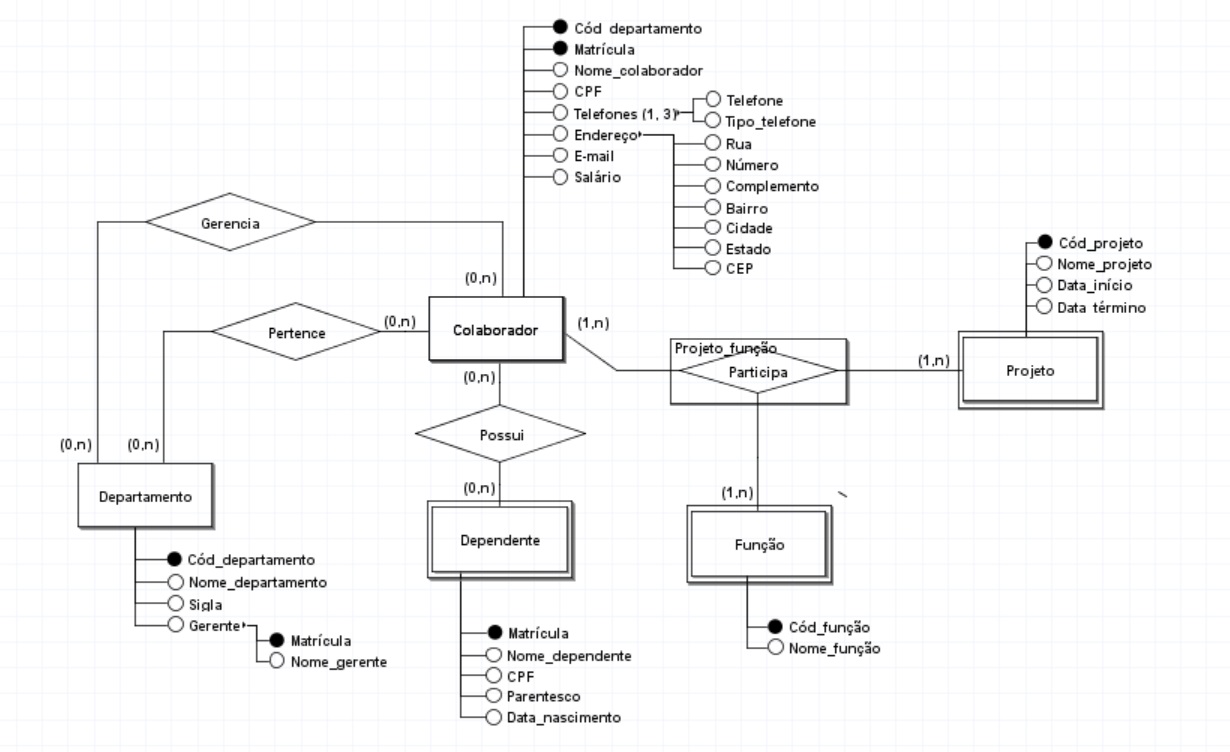 Cód_departamento
Matrícula
Nome_colaborador
CPF
Telefones (1, 3)
Telefone
Tipo_telefone
Endereço
Rua
Número
Complemento
Bairro
Cidade
Estado
CEP
E-mail
Salário
Gerencia
(0,n)
(0,n)
Pertence
(0,n)
(0,n)
Colaborador
(1,n)
Projeto_função
Participa
(1,n)
Cód_projeto
Nome_projeto
Data_início
Data término
Projeto
(0,n)
Possui
(0,n)
(1,n)
Departamento
Dependente
Função
Cód_departamento
Nome_departamento
Sigla
Gerente
Matrícula
Nome_gerente
Matrícula
Nome_dependente
CPF
Parentesco
Data_nascimento
Cód_função
Nome_função